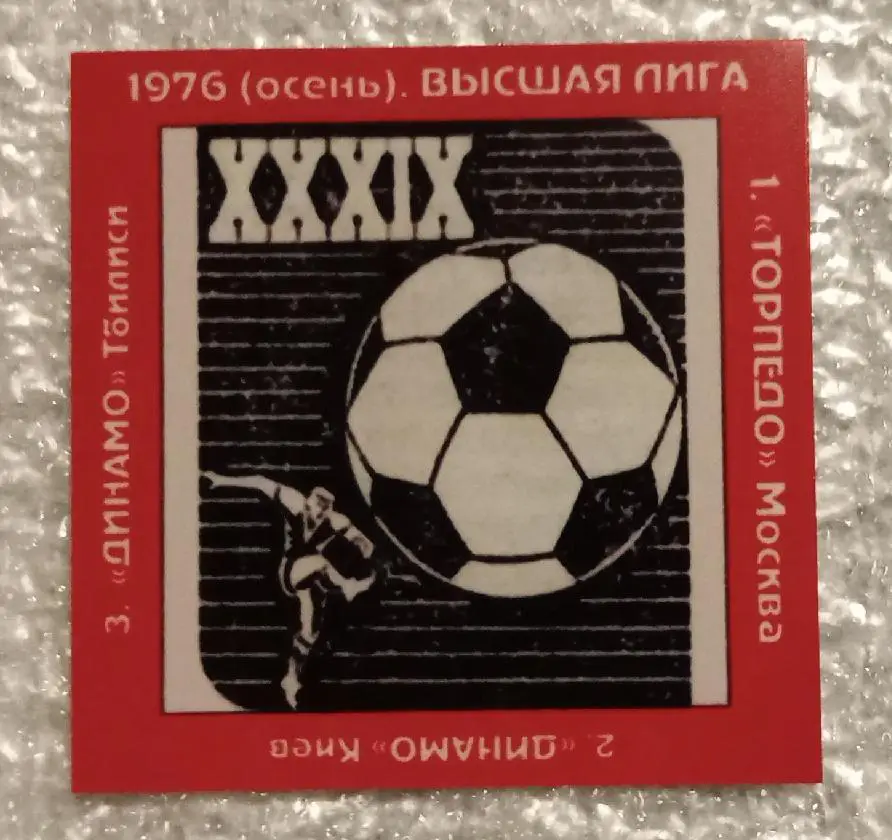 1976 (осень). ВЫСШАЯ ЛИГА
XXXIX
1. «ТОРПЕДО» Москва
2. «ДИНАМО» Киев
3. «ДИНАМО» Тбилиси